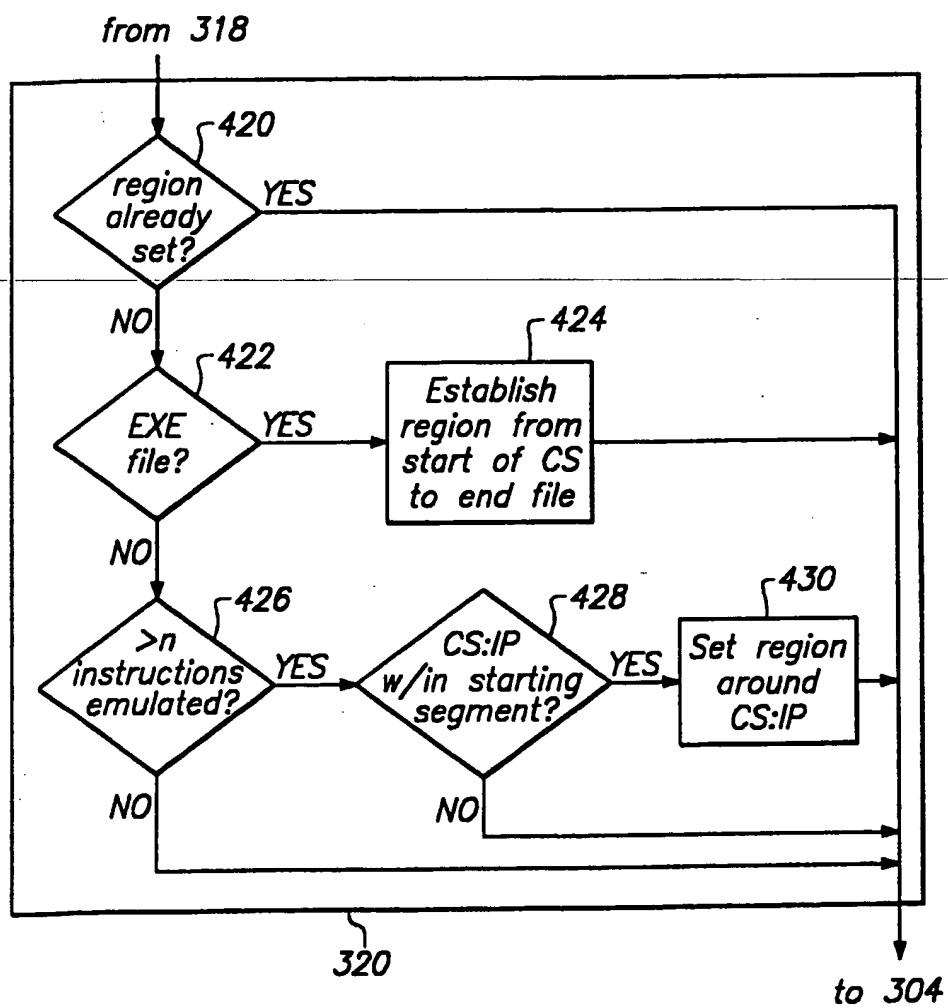 from 318
420
region
already
set?
YES
NO
422
EXE
file?
YES
424
Establish
region from
start of CS
to end file
NO
426
>n
instructions
emulated?
YES
428
CS:IP
w/in starting
segment?
YES
430
Set region
around
CS:IP
NO
NO
320
to 304